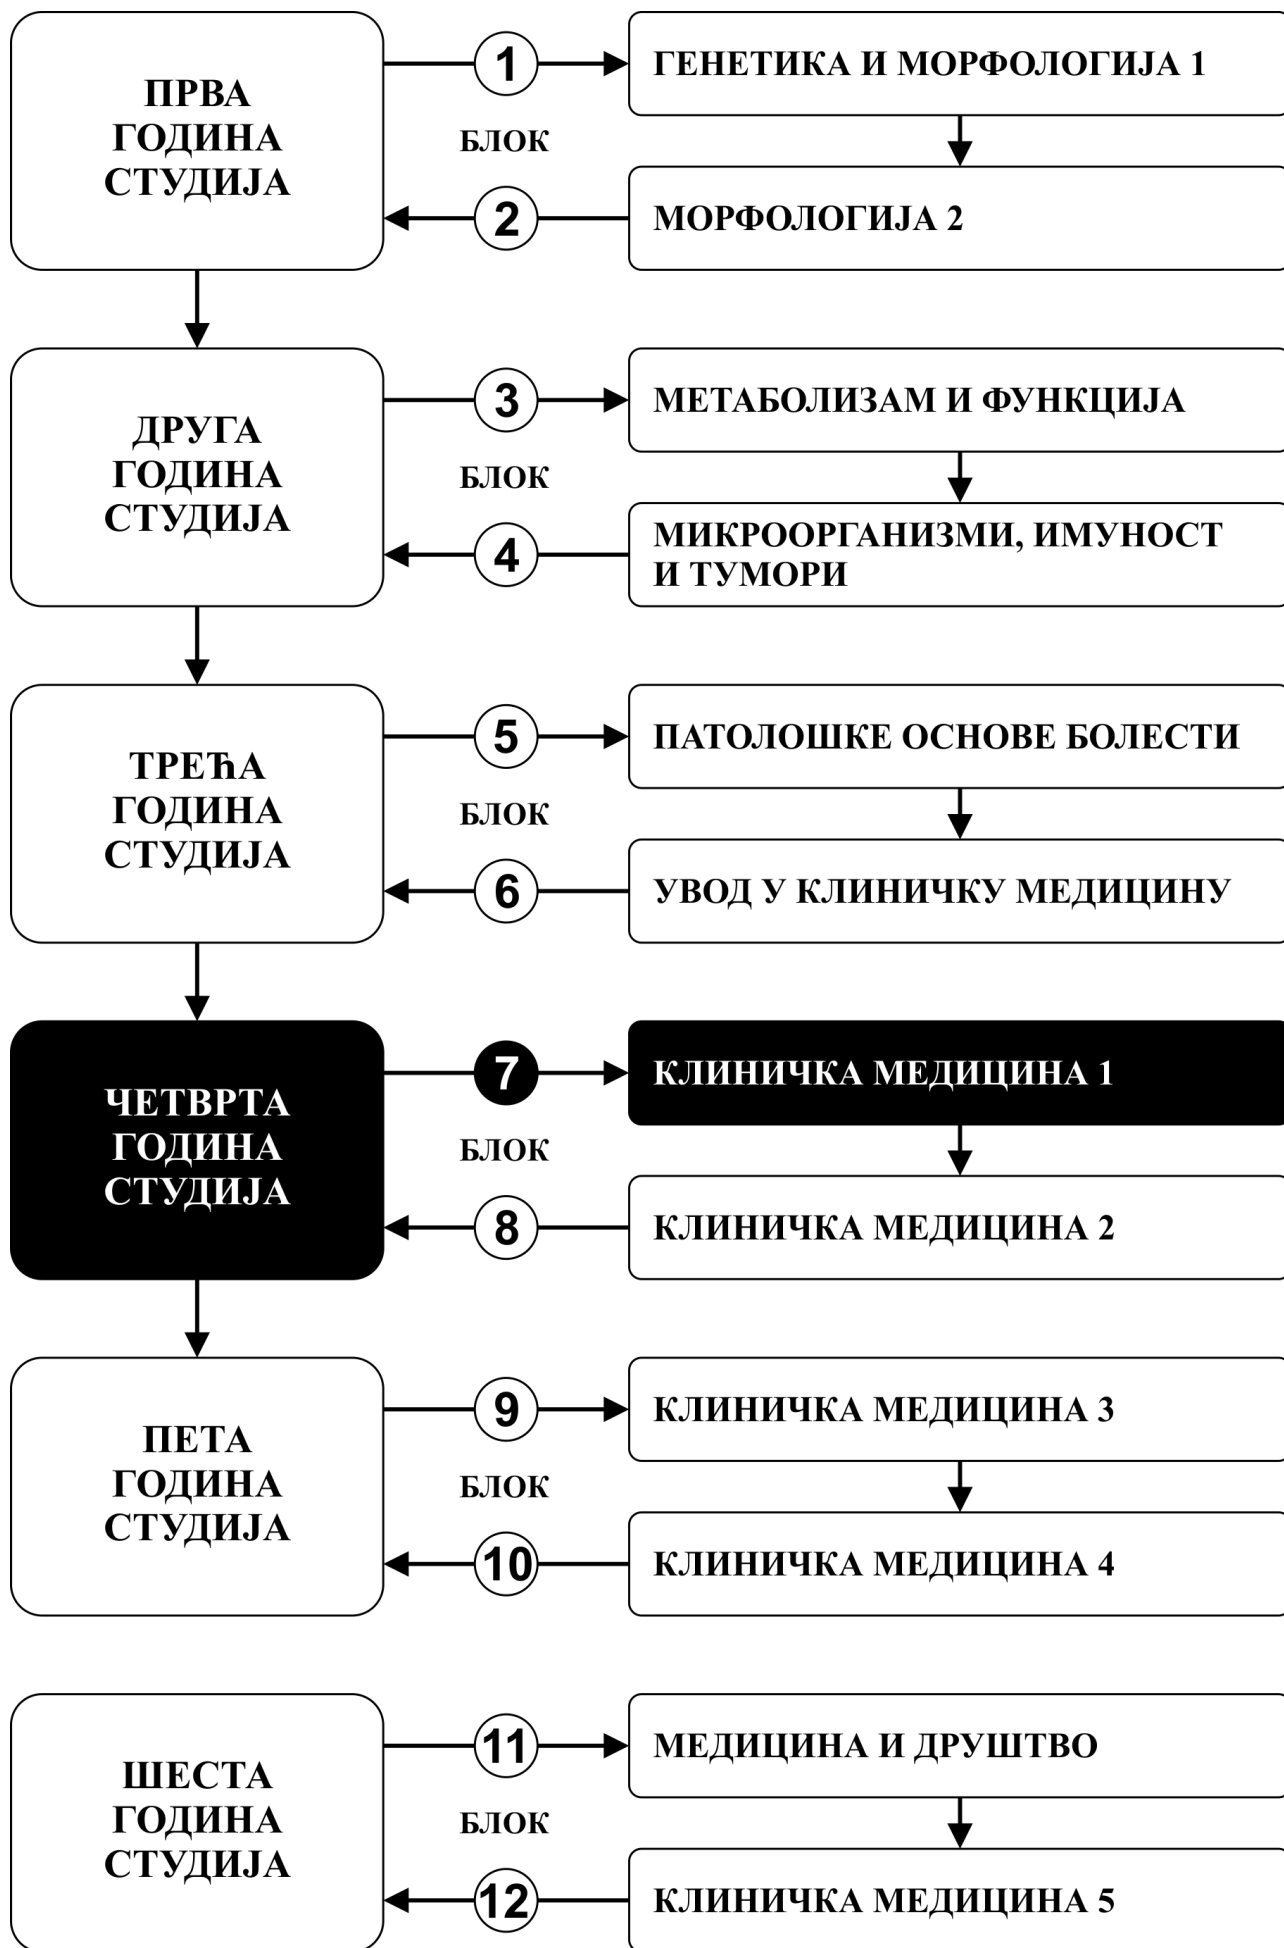 ПРВА
ГОДИНА
СТУДИЈА
1
БЛОК
2
ГЕНЕТИКА И МОРФОЛОГИЈА 1
МОРФОЛОГИЈА 2
ДРУГА
ГОДИНА
СТУДИЈА
3
БЛОК
4
МЕТАБОЛИЗАМ И ФУНКЦИЈА
МИКРООРГАНИЗМИ, ИМУНОСТ
И ТУМОРИ
ТРЕЋА
ГОДИНА
СТУДИЈА
5
БЛОК
6
ПАТОЛОШКЕ ОСНОВЕ БОЛЕСТИ
УВОД У КЛИНИЧКУ МЕДИЦИНУ
ЧЕТВРТА
ГОДИНА
СТУДИЈА
7
БЛОК
8
КЛИНИЧКА МЕДИЦИНА 1
КЛИНИЧКА МЕДИЦИНА 2
ПЕТА
ГОДИНА
СТУДИЈА
9
БЛОК
10
КЛИНИЧКА МЕДИЦИНА 3
КЛИНИЧКА МЕДИЦИНА 4
ШЕСТА
ГОДИНА
СТУДИЈА
11
БЛОК
12
МЕДИЦИНА И ДРУШТВО
КЛИНИЧКА МЕДИЦИНА 5